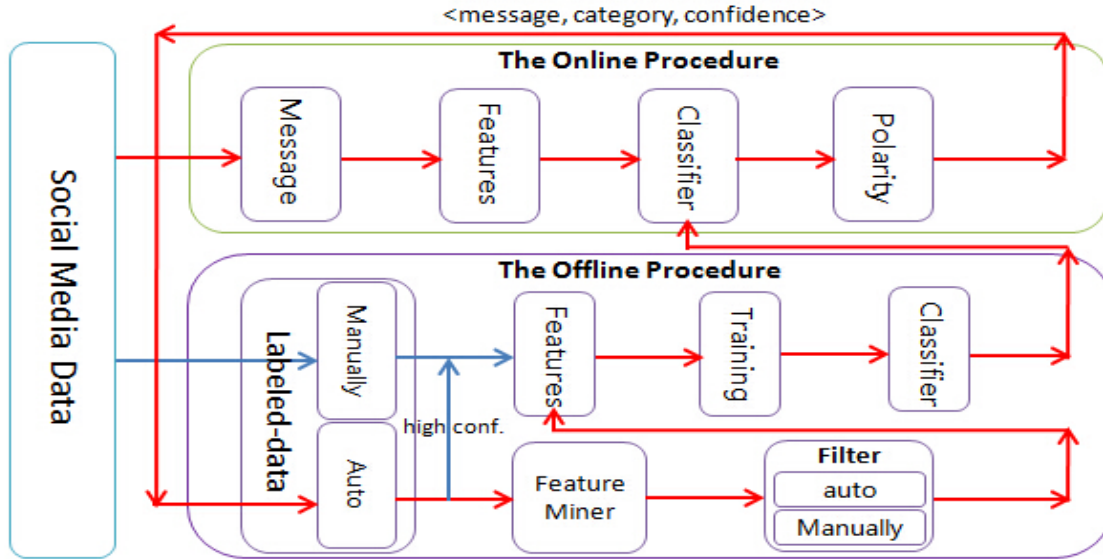 <message, category, confidence>
The Online Procedure
Message
Features
Classifier
Polarity
Social Media Data
The Offline Procedure
Labeled-data
Manually
Features
Training
Classifier
high conf.
Auto
Feature
Miner
Filter
auto
Manually